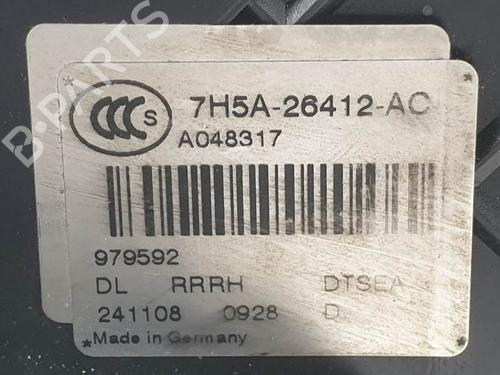 CCC S
7H5A-26412-AC
A048317
979592
DL RRRH DTSEA
241108 0928 D
*Made in Germany *
B-PARTS